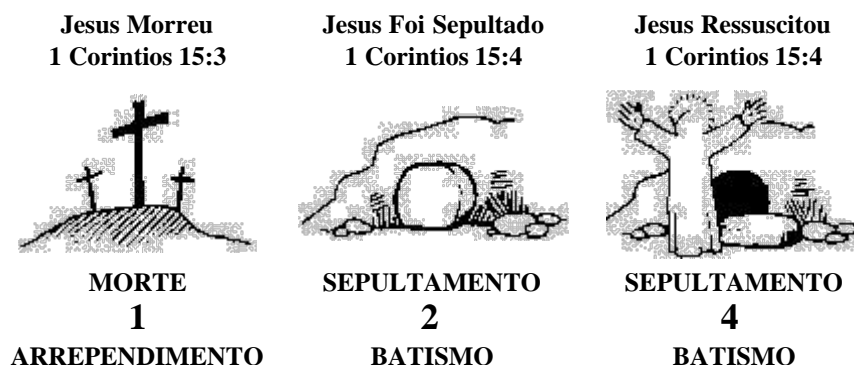 Jesus Morreu
1 Corintios 15:3
Jesus Foi Sepultado
1 Corintios 15:4
Jesus Ressuscitou
1 Corintios 15:4
MORTE
1
ARREPENDIMENTO
SEPULTAMENTO
2
BATISMO
SEPULTAMENTO
4
BATISMO